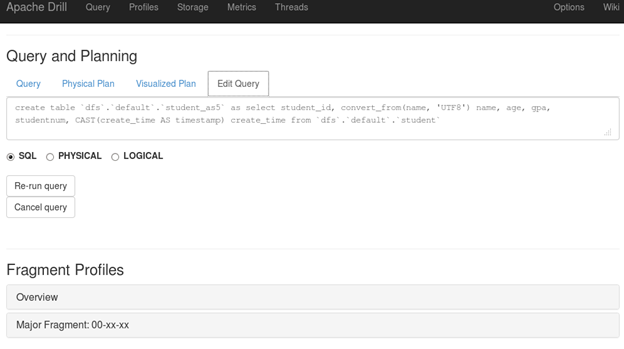 Apache Drill Query Profiles Storage Metrics Threads Options Wiki
Query and Planning
Query Physical Plan Visualized Plan Edit Query
create table `dfs`.`default`.`student_as5` as select student_id, convert_from(name, 'UTF8') name, age, gpa,
studentnum, CAST(create_time AS timestamp) create_time from `dfs`.`default`.`student`
SQL PHYSICAL LOGICAL
Re-run query
Cancel query
Fragment Profiles
Overview
Major Fragment: 00-xx-xx